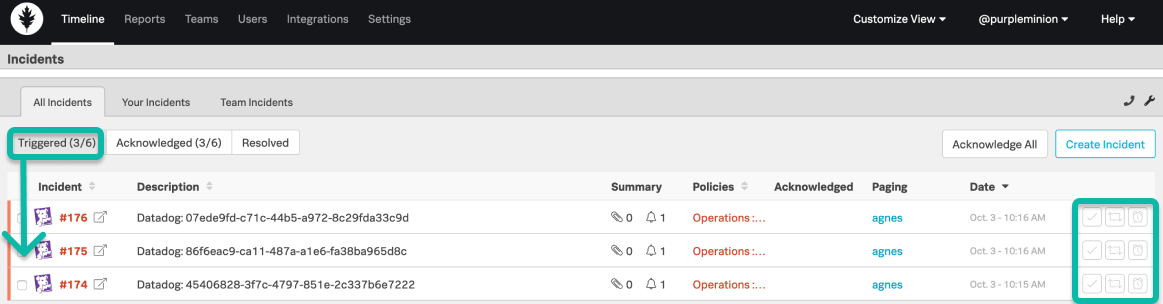 Timeline Reports Teams Users Integrations Settings Customize View @purpleminion Help
Incidents
All Incidents Your Incidents Team Incidents
Triggered (3/6) Acknowledged (3/6) Resolved Acknowledge All Create Incident
Incident Description Summary Policies Acknowledged Paging Date
#176 Datadog: 07ede9fd-c71c-44b5-a972-8c29fda33c9d 0 1 Operations :... agnes Oct. 3 - 10:16 AM
#175 Datadog: 86f6eac9-ca11-487a-a1e6-fa38ba965d8c 0 1 Operations :... agnes Oct. 3 - 10:16 AM
#174 Datadog: 45406828-3f7c-4797-851e-2c337b6e7222 0 1 Operations :... agnes Oct. 3 - 10:15 AM